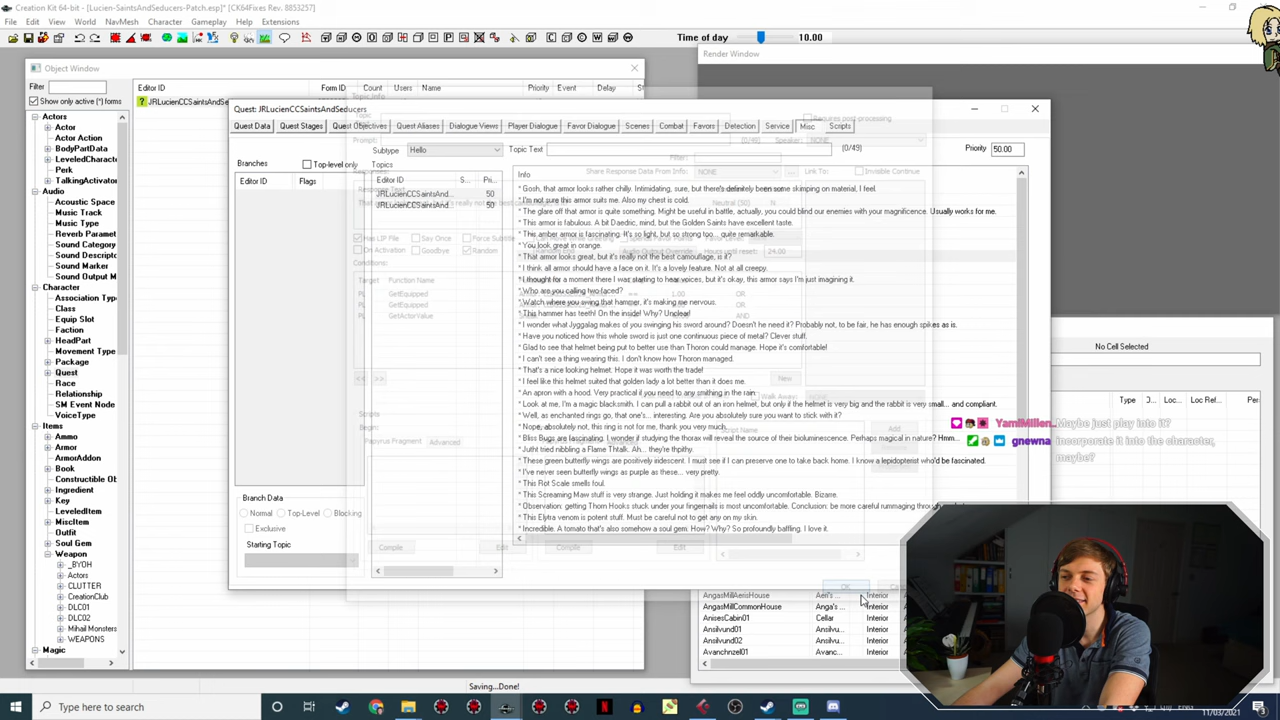 Creation Kit 64-bit - [Lucien-SaintsAndSeducers-Patch.esp]* (CK64Fixes Rev. 8853257)
File Edit View World NavMesh Character Gameplay Help Extensions
Time of day 10.00
Object Window
Render Window
Filter
Show only active (*) forms
Editor ID Form ID Count Users Name Priority Event Delay
JRLucienCCSaintsAndSe
Actors
Actor
Actor Action
BodyPartData
LeveledCharacter
Perk
TalkingActivator
Audio
Acoustic Space
Music Track
Music Type
Reverb Parameters
Sound Category
Sound Descriptor
Sound Marker
Sound Output M
Character
Association Type
Class
Equip Slot
Faction
HeadPart
Movement Type
Package
Quest
Race
Relationship
SM Event Node
VoiceType
Items
Ammo
Armor
ArmorAddon
Book
Constructible Ob
Ingredient
Key
LeveledItem
MiscItem
Outfit
Soul Gem
Weapon
_BYOH
Actors
CLUTTER
CreationClub
DLC01
DLC02
Mihail Monsters
WEAPONS
Magic
Quest: JRLucienCCSaintsAndSeducers
Quest Data Quest Stages Quest Objectives Quest Aliases Dialogue Views Player Dialogue Favor Dialogue Scenes Combat Favors Detection Service Misc Scripts
Subtype Hello Topic Text [0/49] Priority 50.00
Branches Top-level only Topics
Editor ID Flags
Editor ID S... Pri...
JRLucienCCSaintsAnd... 50
JRLucienCCSaintsAnd... 50
Info
* Gosh, that armor looks rather chilly. Intimidating, sure, but there's definitely been some skimping on material, I feel.
* I'm not sure this armor suits me. Also my chest is cold.
* The glare off that armor is quite something. Might be useful in battle, actually, you could blind our enemies with your magnificence. Usually works for me.
* This armor is fabulous. A bit Daedric, mind, but the Golden Saints have excellent taste.
* This amber armor is fascinating. It's so light, but so strong too... quite remarkable.
* You look great in orange.
* That armor looks great, but it's really not the best camouflage, is it?
* I think all armor should have a face on it. It's a lovely feature. Not at all creepy.
* I thought for a moment there I was starting to hear voices, but it's okay, this armor says I'm just imagining it.
* Who are you calling two-faced?
* Watch where you swing that hammer, it's making me nervous.
* This hammer has teeth! On the inside! Why? Unclear!
* I wonder what Jyggalag makes of you swinging his sword around? Doesn't he need it? Probably not, to be fair, he has enough spikes as is.
* Have you noticed how this whole sword is just one continuous piece of metal? Clever stuff.
* Glad to see that helmet being put to better use than Thoron could manage. Hope it's comfortable!
* I can't see a thing wearing this. I don't know how Thoron managed.
* That's a nice looking helmet. Hope it was worth the trade!
* I feel like this helmet suited that golden lady a lot better than it does me.
* An apron with a hood. Very practical if you need to any smithing in the rain.
* Look at me, I'm a magic blacksmith. I can pull a rabbit out of an iron helmet, but only if the helmet is very big and the rabbit is very small... and compliant.
* Well, as enchanted rings go, that one's... interesting. Are you absolutely sure you want to stick with it?
* Nope, absolutely not, this ring is not for me, thank you very much.
* Bliss Bugs are fascinating. I wonder if studying the thorax will reveal the source of their bioluminescence. Perhaps magical in nature? Hmm...
* Jutht tried nibbling a Flame Thtalk. Ah... they're thpithy.
* These green butterfly wings are positively iridescent. I must see if I can preserve one to take back home. I know a lepidopterist who'd be fascinated.
* I've never seen butterfly wings as purple as these... very pretty.
* This Rot Scale smells foul.
* This Screaming Maw stuff is very strange. Just holding it makes me feel oddly uncomfortable. Bizarre.
* Observation: getting Thorn Hooks stuck under your fingernails is most uncomfortable. Conclusion: be more careful rummaging through
* This Elytra venom is potent stuff. Must be careful not to get any on my skin.
* Incredible. A tomato that's also somehow a soul gem. How? Why? So profoundly baffling. I love it.
Branch Data
Normal Top-Level Blocking
Exclusive
Starting Topic
No Cell Selected
Type D... Loc... Loc Rel... Per
YamiMillen Maybe just play into it?
gnewna incorporate it into the character, maybe?
AngasMillAerisHouse Aeri's ... Interior
AngasMillCommonHouse Anga's ... Interior
AnisesCabin01 Cellar Interior
Ansilvund01 Ansilvu... Interior
Ansilvund02 Ansilvu... Interior
Avanchnzel01 Avanc... Interior
Saving...Done!
Type here to search
11/03/2021